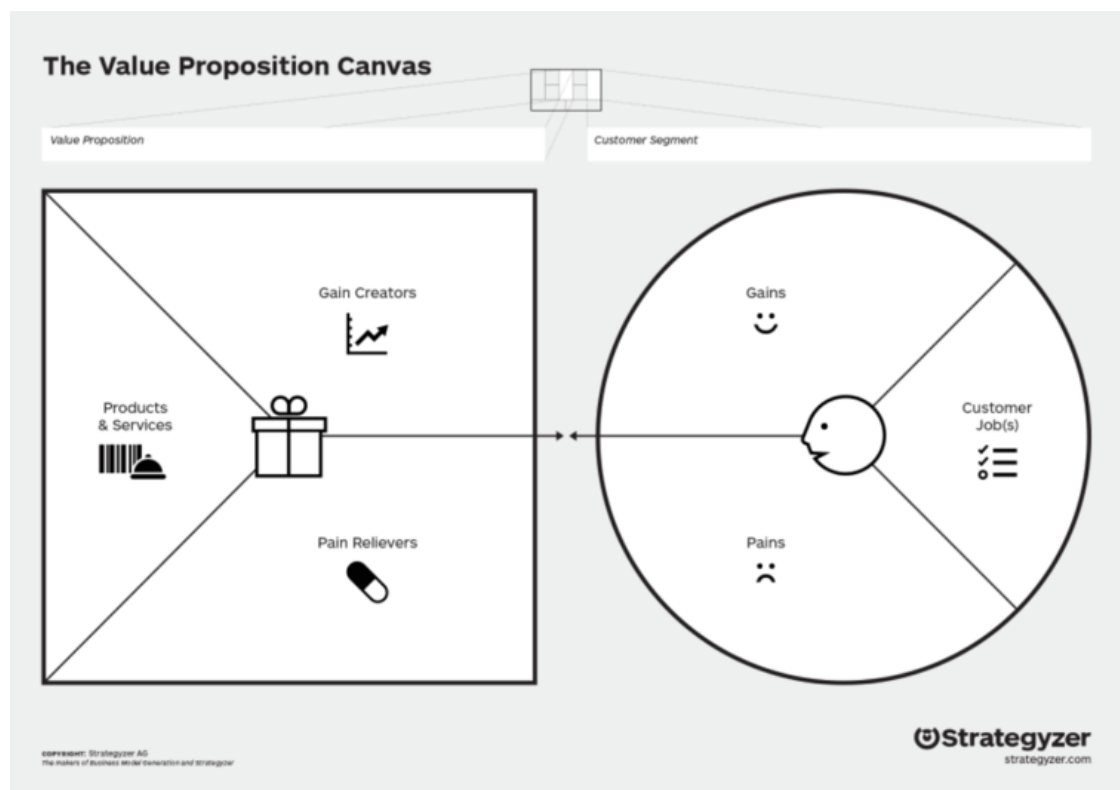 The Value Proposition Canvas
Value Proposition
Customer Segment
Gain Creators
Gains
Products
& Services
Customer
Job(s)
Pain Relievers
Pains
COPYRIGHT: Strategyzer AG
The makers of Business Model Generation and Strategyzer
Strategyzer
strategyzer.com